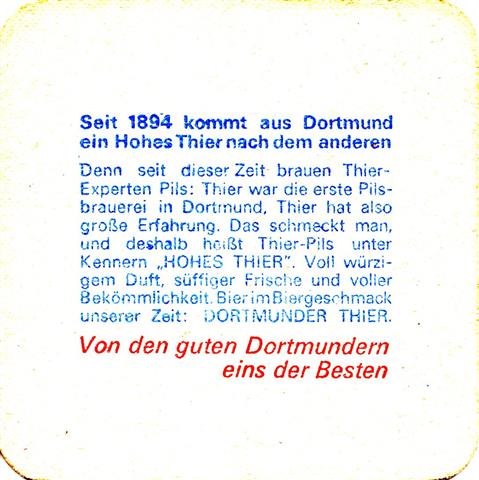 Seit 1894 kommt aus Dortmund
ein Hohes Thier nach dem anderen
Denn seit dieser Zeit brauen Thier-
Experten Pils: Thier war die erste Pils-
brauerei in Dortmund, Thier hat also
große Erfahrung. Das schmeckt man,
und deshalb heißt Thier-Pils unter
Kennern „HOHES THIER”. Voll würzi-
gem Duft, süffiger Frische und voller
Bekömmlichkeit. Bier im Biergeschmack
unserer Zeit: DORTMUNDER THIER.
Von den guten Dortmundern
eins der Besten